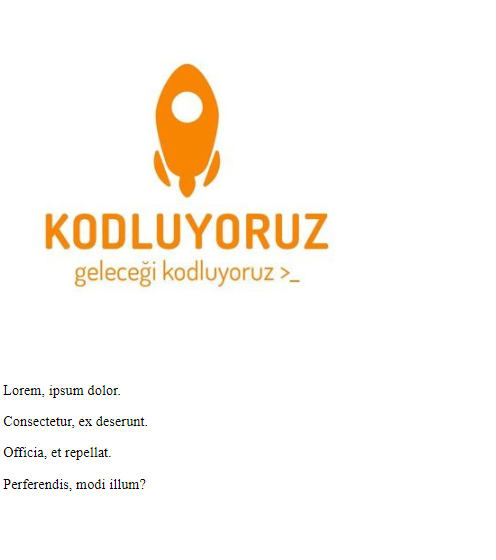 KODLUYORUZ
geleceği kodluyoruz >_
Lorem, ipsum dolor.
Consectetur, ex deserunt.
Officia, et repellat.
Perferendis, modi illum?